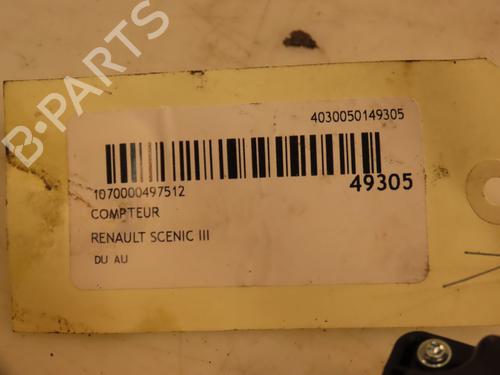 B-PARTS
4030050149305
1070000497512
49305
COMPTEUR
RENAULT SCENIC III
DU AU